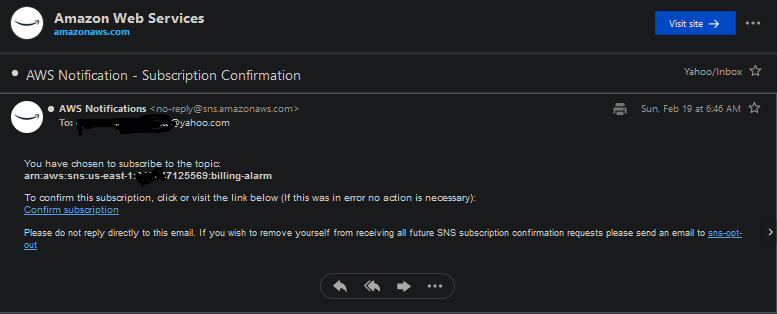 Amazon Web Services
amazonaws.com
Visit site →
AWS Notification - Subscription Confirmation
Yahoo/Inbox
AWS Notifications <no-reply@sns.amazonaws.com>
Sun, Feb 19 at 6:46 AM
To: @yahoo.com
You have chosen to subscribe to the topic:
arn:aws:sns:us-east-1: 7125569:billing-alarm
To confirm this subscription, click or visit the link below (If this was in error no action is necessary):
Confirm subscription
Please do not reply directly to this email. If you wish to remove yourself from receiving all future SNS subscription confirmation requests please send an email to sns-opt-
out